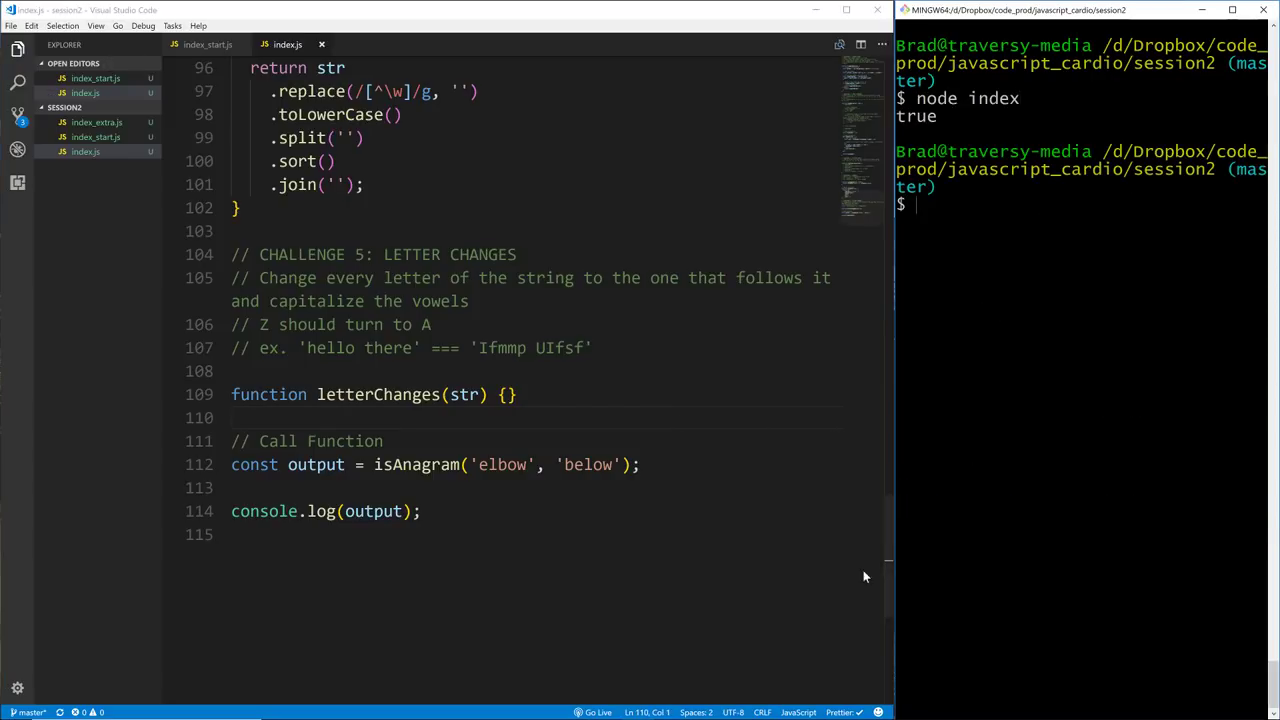 index.js - session2 - Visual Studio Code
File Edit Selection View Go Debug Tasks Help
EXPLORER
OPEN EDITORS
index_start.js U
index.js U
SESSION2
index_extra.js U
index_start.js U
index.js U
3
JS index_start.js JS index.js ×
96 return str
97 .replace(/[^\w]/g, '')
98 .toLowerCase()
99 .split('')
100 .sort()
101 .join('');
102 }
103
104 // CHALLENGE 5: LETTER CHANGES
105 // Change every letter of the string to the one that follows it
and capitalize the vowels
106 // Z should turn to A
107 // ex. 'hello there' === 'Ifmmp UIfsf'
108
109 function letterChanges(str) {}
110
111 // Call Function
112 const output = isAnagram('elbow', 'below');
113
114 console.log(output);
115
master* 0 0 Go Live Ln 110, Col 1 Spaces: 2 UTF-8 CRLF JavaScript Prettier: ✓
MINGW64:/d/Dropbox/code_prod/javascript_cardio/session2
Brad@traversy-media /d/Dropbox/code_
prod/javascript_cardio/session2 (mas
ter)
$ node index
true
Brad@traversy-media /d/Dropbox/code_
prod/javascript_cardio/session2 (mas
ter)
$